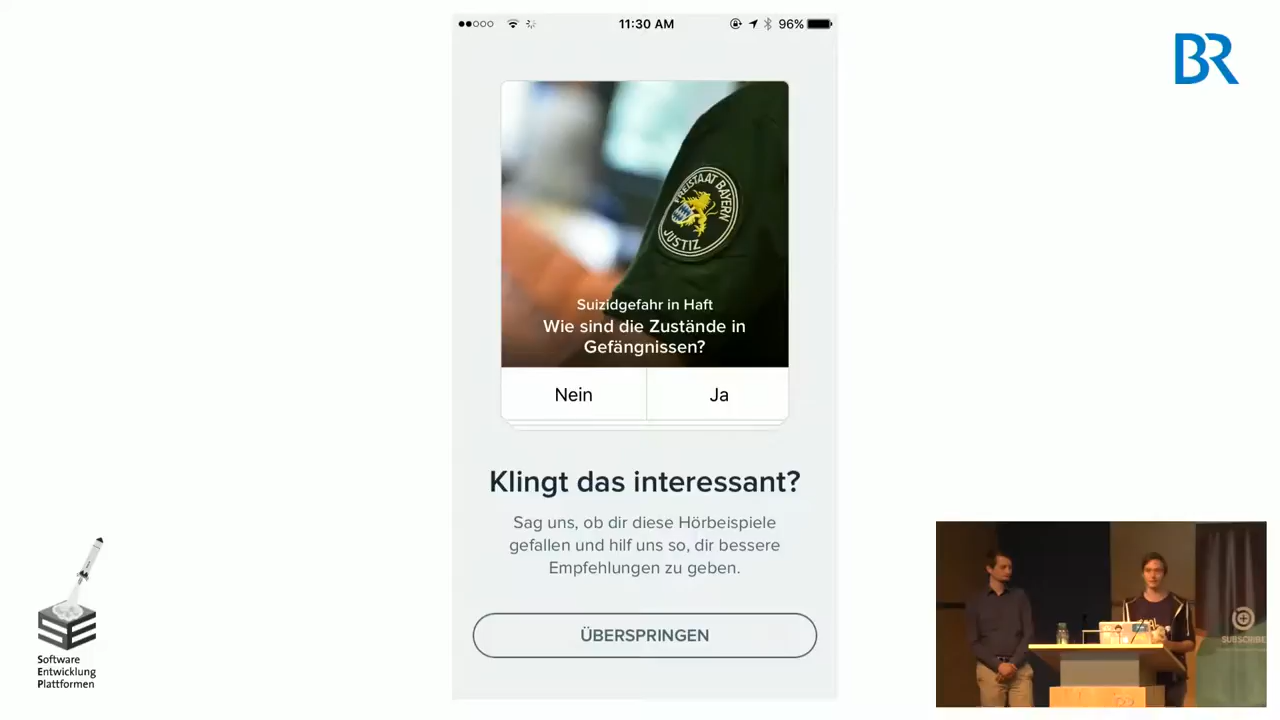 11:30 AM
96%
BR
FREISTAAT BAYERN
JUSTIZ
Suizidgefahr in Haft
Wie sind die Zustände in
Gefängnissen?
Nein
Ja
Klingt das interessant?
Sag uns, ob dir diese Hörbeispiele
gefallen und hilf uns so, dir bessere
Empfehlungen zu geben.
ÜBERSPRINGEN
Software
Entwicklung
Plattformen
SUBSCRIBE